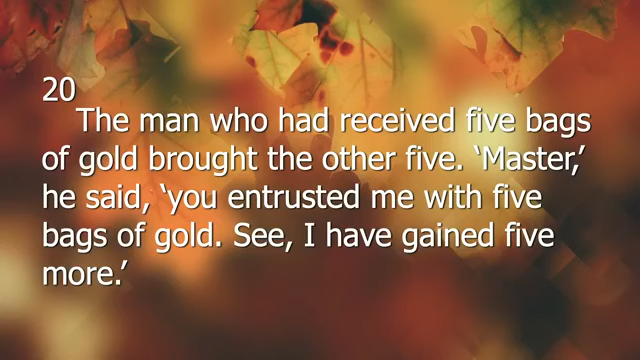 20
The man who had received five bags
of gold brought the other five. ‘Master,’
he said, ‘you entrusted me with five
bags of gold. See, I have gained five
more.’